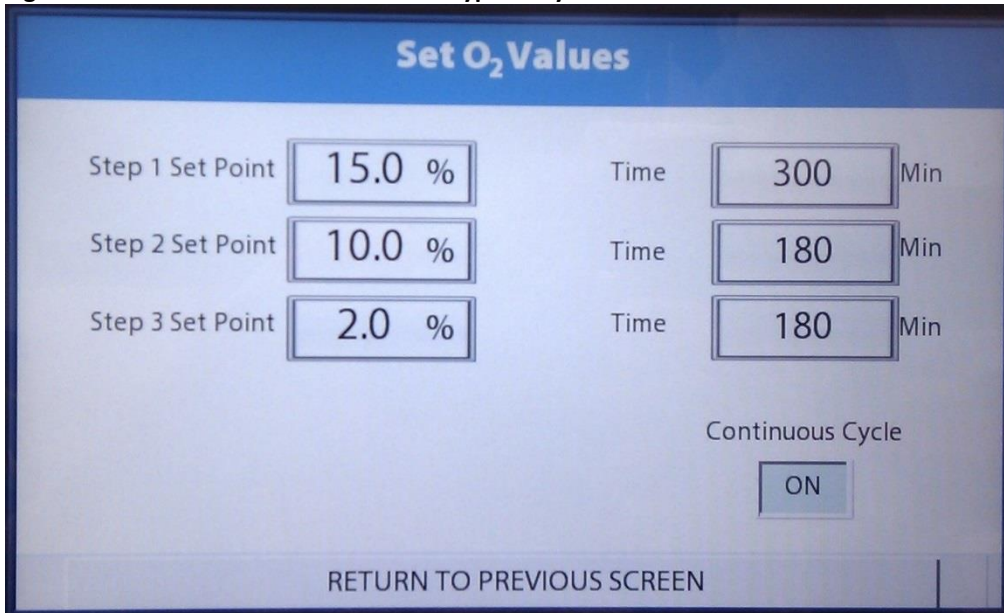 Set O₂ Values
Step 1 Set Point 15.0 % Time 300 Min
Step 2 Set Point 10.0 % Time 180 Min
Step 3 Set Point 2.0 % Time 180 Min
Continuous Cycle
ON
RETURN TO PREVIOUS SCREEN